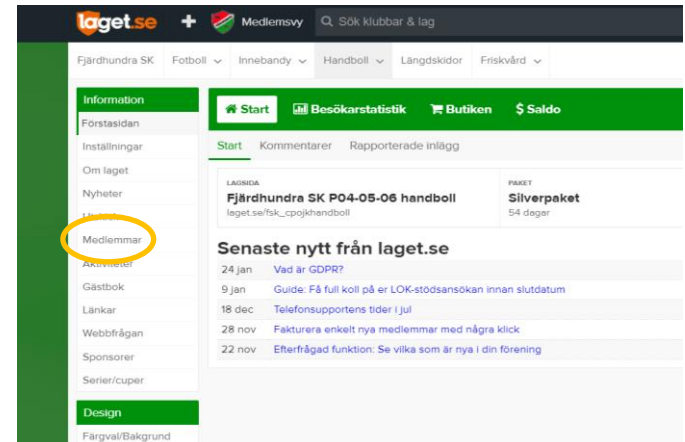 laget.se + Medlemsvy Sök klubbar & lag
Fjärdhundra SK Fotboll Innebandy Handboll Längdskidor Friskvård
Information
Förstasidan
Inställningar
Om laget
Nyheter
Medlemmar
Aktiviteter
Gästbok
Länkar
Webbfrågan
Sponsorer
Serier/cuper
Design
Färgval/Bakgrund
Start Besökarstatistik Butiken $ Saldo
Start Kommentarer Rapporterade inlägg
LAGSIDA PAKET
Fjärdhundra SK P04-05-06 handboll Silverpaket
laget.se/fsk_cpojkhandboll 54 dagar
Senaste nytt från laget.se
24 jan Vad är GDPR?
9 jan Guide: Få full koll på er LOK-stödsansökan innan slutdatum
18 dec Telefonsupportens tider i jul
28 nov Fakturera enkelt nya medlemmar med några klick
22 nov Efterfrågad funktion: Se vilka som är nya i din förening